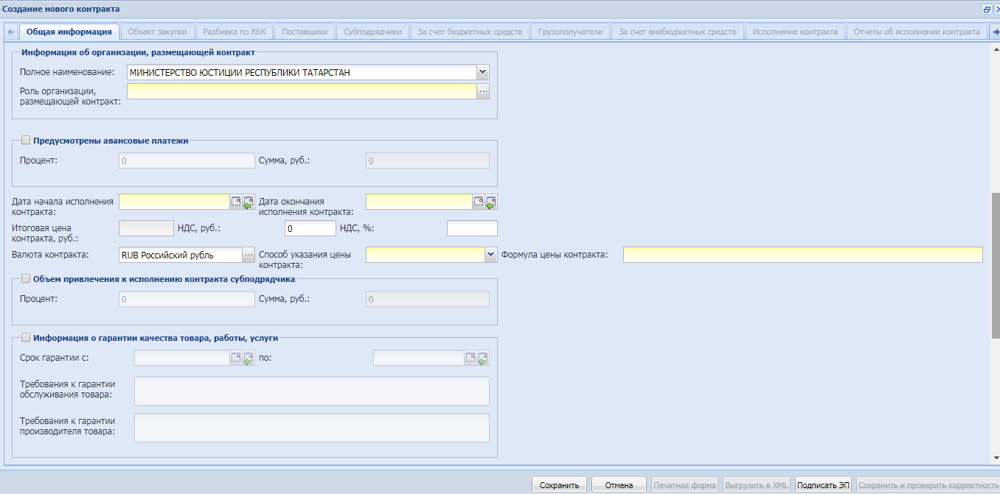 Создание нового контракта
Общая информация Объект закупки Разбивка по КБК Поставщики Субподрядчики За счет бюджетных средств Грузополучатели За счет внебюджетных средств Исполнение контракта Отчеты об исполнении контракта
Информация об организации, размещающей контракт
Полное наименование: МИНИСТЕРСТВО ЮСТИЦИИ РЕСПУБЛИКИ ТАТАРСТАН
Роль организации,
размещающей контракт:
Предусмотрены авансовые платежи
Процент: 0 Сумма, руб.: 0
Дата начала исполнения
контракта:
Дата окончания
исполнения контракта:
Итоговая цена
контракта, руб.:
НДС, руб.: 0 НДС, %:
Валюта контракта: RUB Российский рубль
Способ указания цены
контракта:
Формула цены контракта:
Объем привлечения к исполнению контракта субподрядчика
Процент: 0 Сумма, руб.: 0
Информация о гарантии качества товара, работы, услуги
Срок гарантии с: по:
Требования к гарантии
обслуживания товара:
Требования к гарантии
производителя товара:
Сохранить Отмена Печатная форма Выгрузить в XML Подписать ЭП Сохранить и проверить корректность